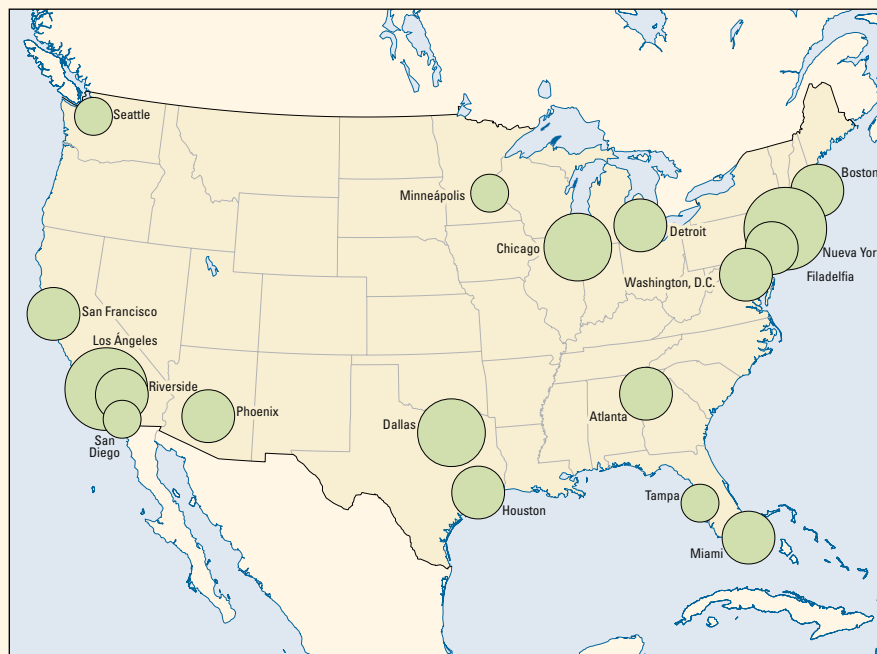 Seattle
Minneápolis
Boston
Detroit
Chicago
Nueva Yor
Filadelfia
Washington, D.C.
San Francisco
Los Ángeles
Riverside
Phoenix
San
Diego
Dallas
Atlanta
Houston
Tampa
Miami